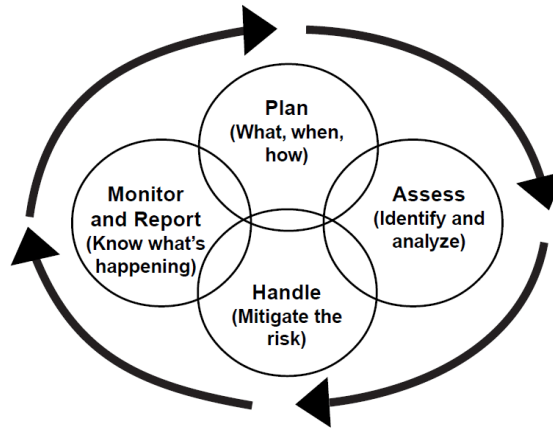 Plan
(What, when,
how)
Monitor
and Report
(Know what's
happening)
Assess
(Identify and
analyze)
Handle
(Mitigate the
risk)